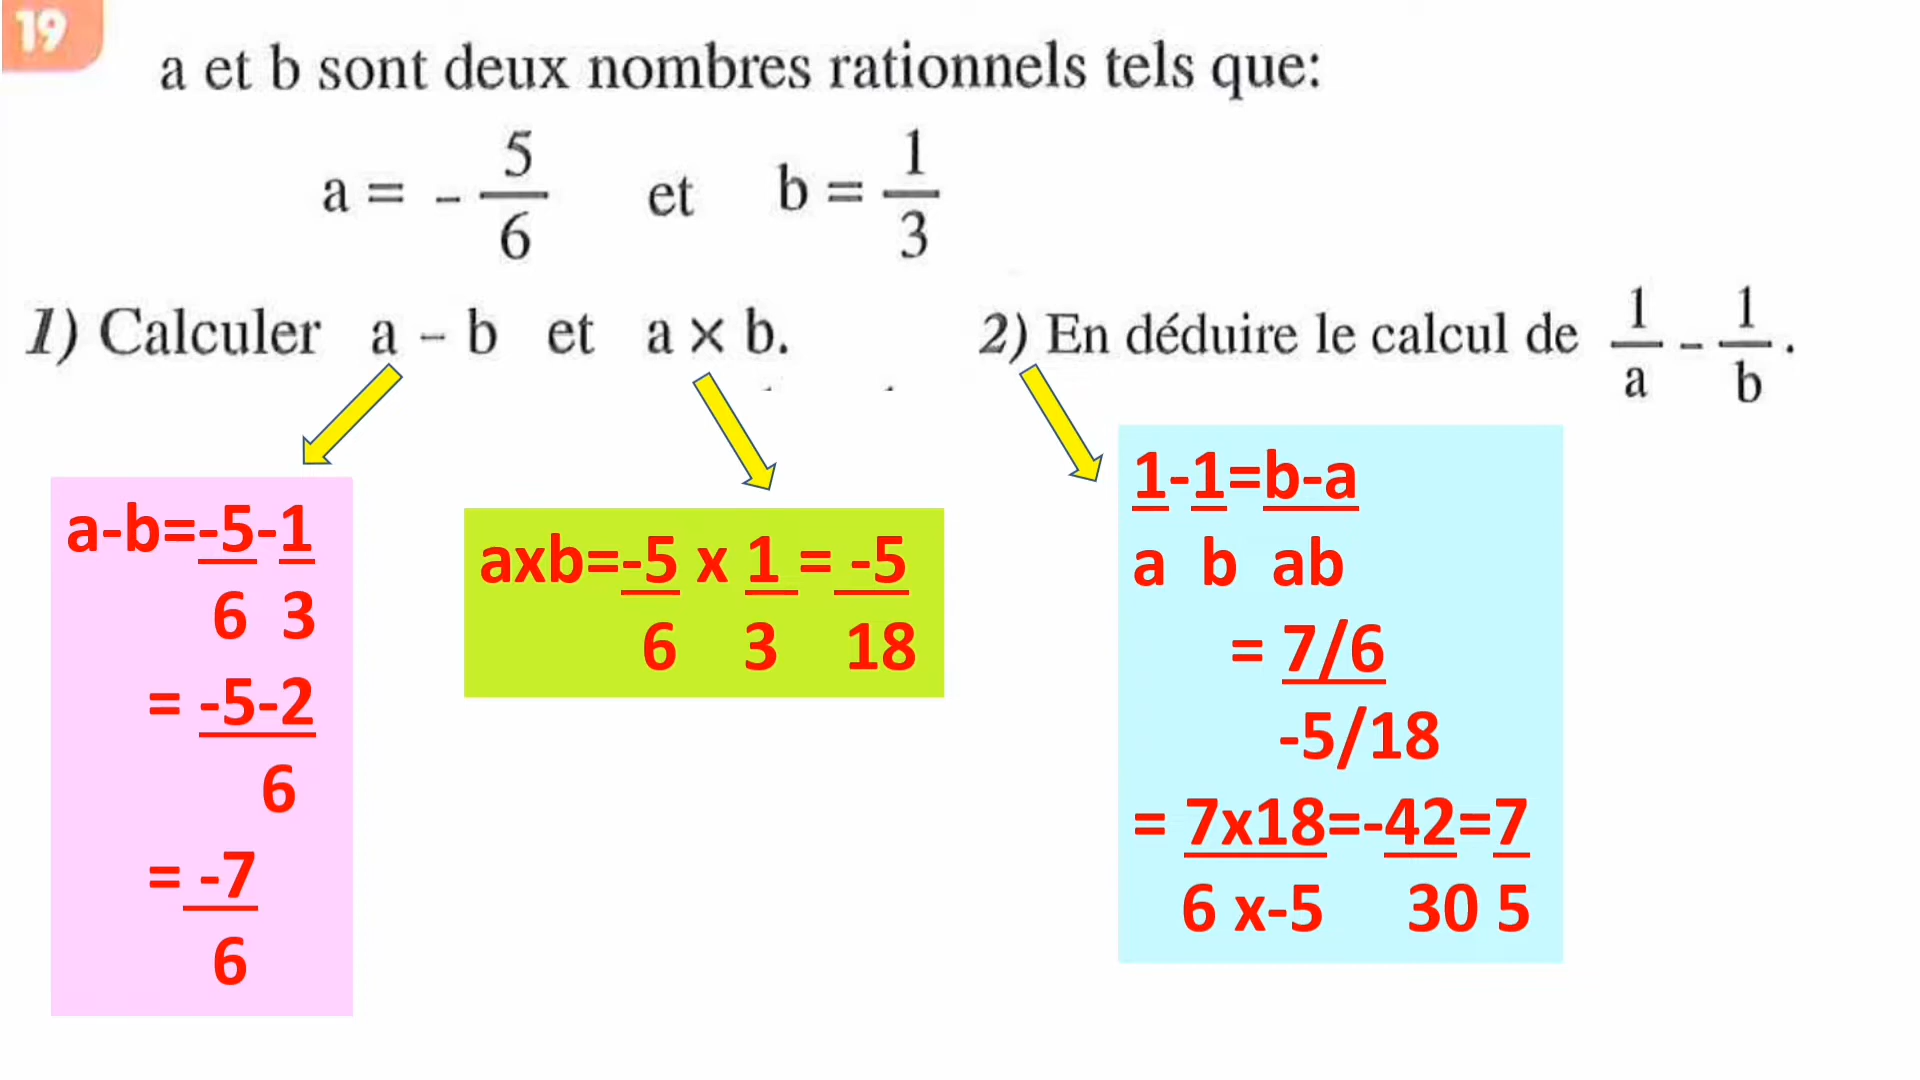 19
a et b sont deux nombres rationnels tels que:
a = - 5/6 et b = 1/3
1) Calculer a - b et a × b.
2) En déduire le calcul de 1/a - 1/b .
a-b=-5-1
6 3
= -5-2
6
= -7
6
axb=-5 x 1 = -5
6 3 18
1-1=b-a
a b ab
= 7/6
-5/18
= 7x18=-42=7
6 x-5 30 5